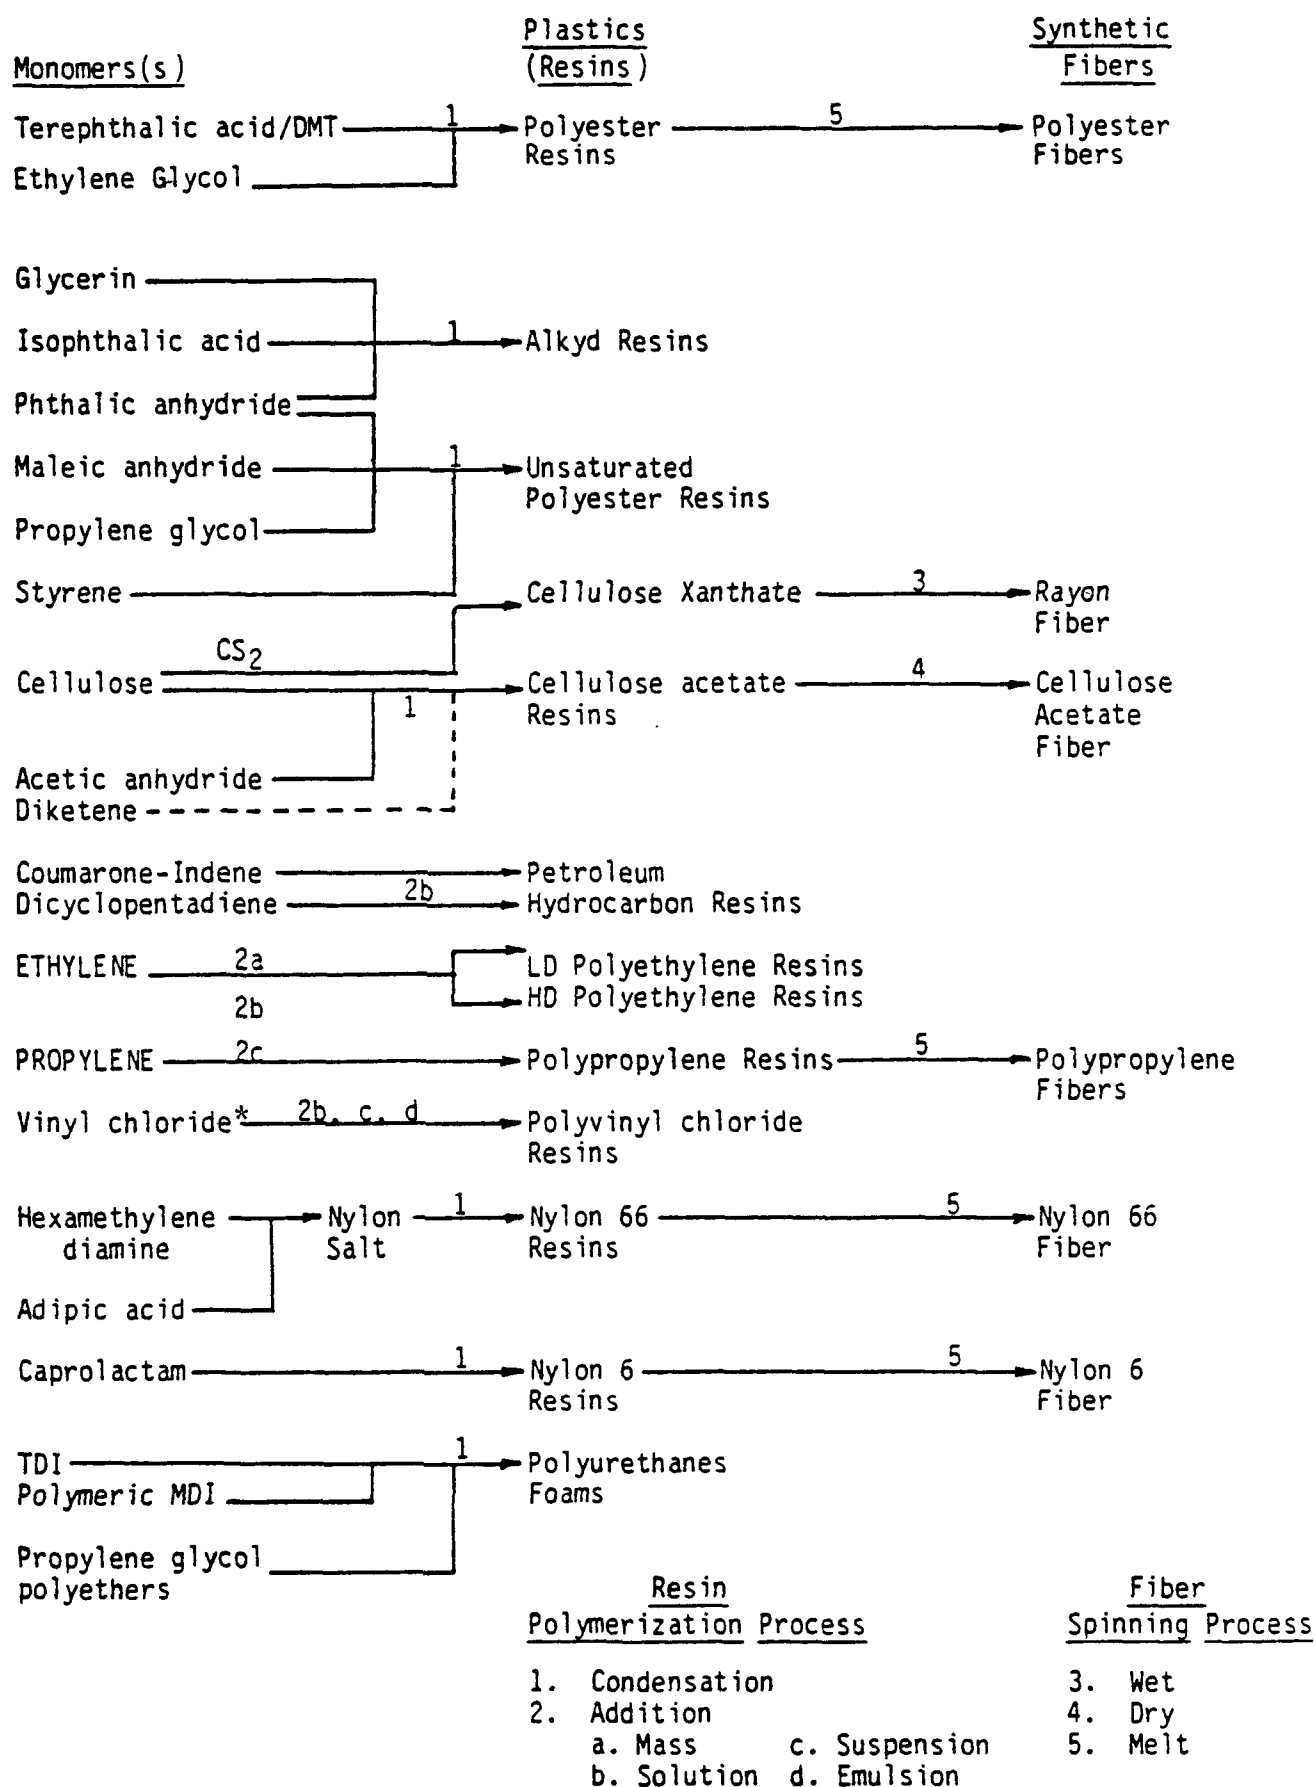 Plastics Synthetic
Monomers(s) (Resins) Fibers
Terephthalic acid/DMT 1 Polyester 5 Polyester
Resins Fibers
Ethylene Glycol
Glycerin
Isophthalic acid 1 Alkyd Resins
Phthalic anhydride
Maleic anhydride 1 Unsaturated
Polyester Resins
Propylene glycol
Styrene Cellulose Xanthate 3 Rayon
Fiber
CS2
Cellulose Cellulose acetate 4 Cellulose
1 Resins Acetate
Fiber
Acetic anhydride
Diketene
Coumarone-Indene Petroleum
Dicyclopentadiene 2b Hydrocarbon Resins
ETHYLENE 2a LD Polyethylene Resins
2b HD Polyethylene Resins
PROPYLENE 2c Polypropylene Resins 5 Polypropylene
Fibers
Vinyl chloride* 2b, c, d Polyvinyl chloride
Resins
Hexamethylene Nylon 1 Nylon 66 5 Nylon 66
diamine Salt Resins Fiber
Adipic acid
Caprolactam 1 Nylon 6 5 Nylon 6
Resins Fiber
TDI 1 Polyurethanes
Polymeric MDI Foams
Propylene glycol
polyethers
Resin Fiber
Polymerization Process Spinning Process
1. Condensation 3. Wet
2. Addition 4. Dry
a. Mass c. Suspension 5. Melt
b. Solution d. Emulsion